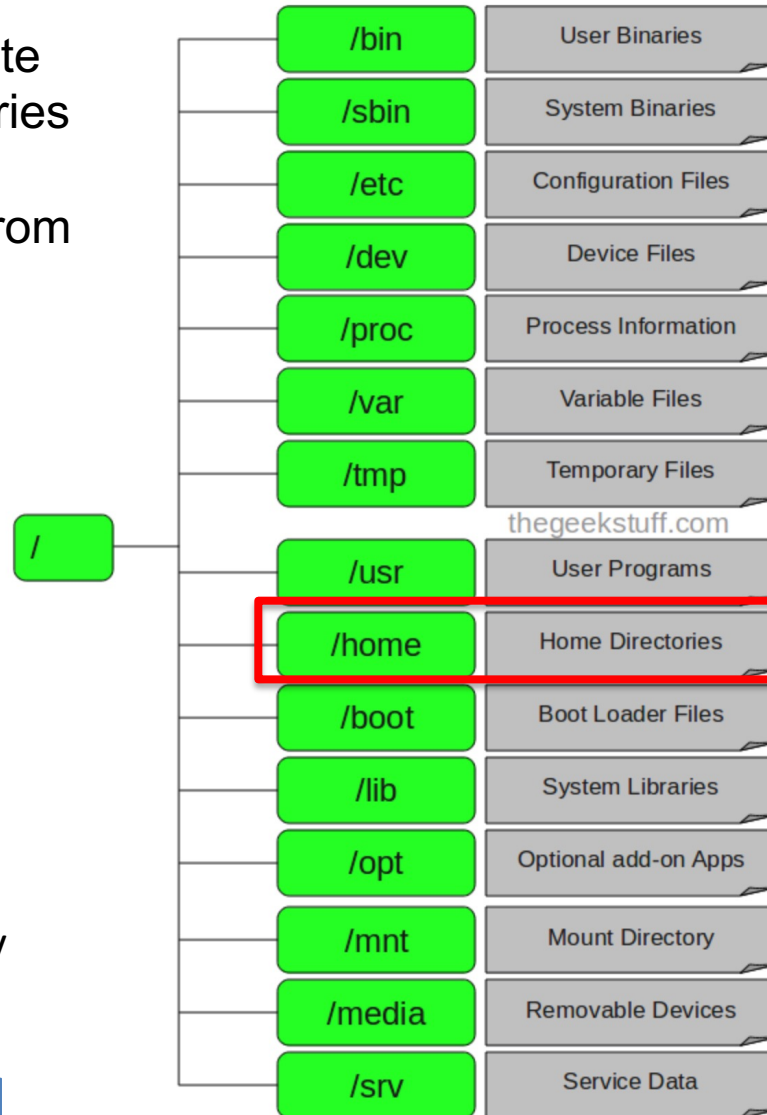 te
ries
rom
/bin User Binaries
/sbin System Binaries
/etc Configuration Files
/dev Device Files
/proc Process Information
/var Variable Files
/tmp Temporary Files
thegeekstuff.com
/
/usr User Programs
/home Home Directories
/boot Boot Loader Files
/lib System Libraries
/opt Optional add-on Apps
/mnt Mount Directory
/media Removable Devices
/srv Service Data